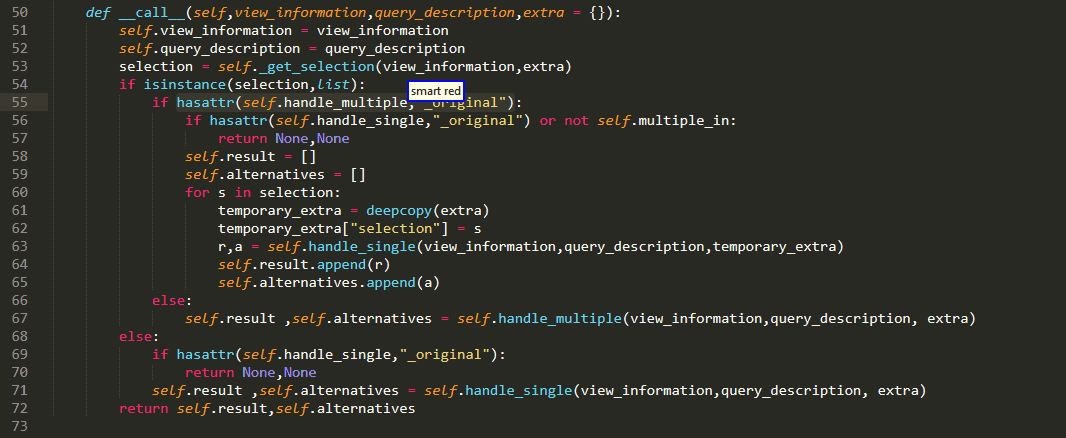 50 def __call__(self,view_information,query_description,extra = {}):
51 self.view_information = view_information
52 self.query_description = query_description
53 selection = self._get_selection(view_information,extra)
54 if isinstance(selection,list):
smart red
55 if hasattr(self.handle_multiple,"_original"):
56 if hasattr(self.handle_single,"_original") or not self.multiple_in:
57 return None,None
58 self.result = []
59 self.alternatives = []
60 for s in selection:
61 temporary_extra = deepcopy(extra)
62 temporary_extra["selection"] = s
63 r,a = self.handle_single(view_information,query_description,temporary_extra)
64 self.result.append(r)
65 self.alternatives.append(a)
66 else:
67 self.result ,self.alternatives = self.handle_multiple(view_information,query_description, extra)
68 else:
69 if hasattr(self.handle_single,"_original"):
70 return None,None
71 self.result ,self.alternatives = self.handle_single(view_information,query_description, extra)
72 return self.result,self.alternatives
73